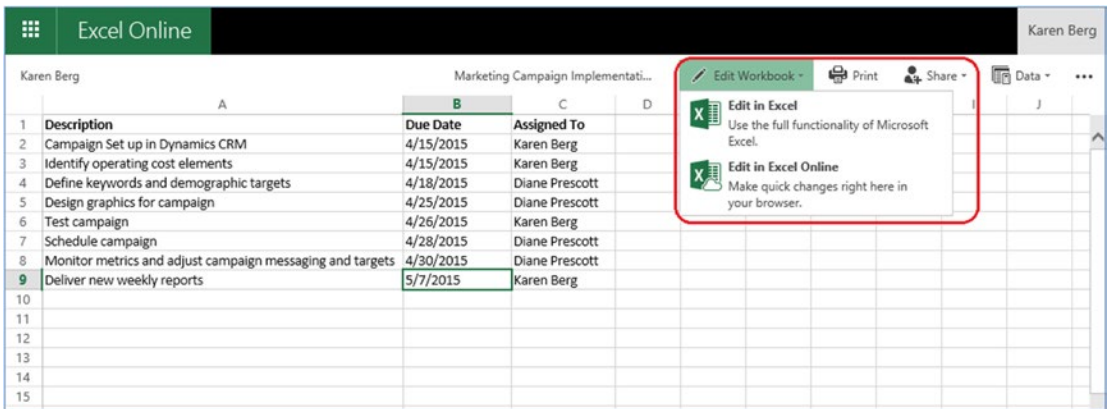 Excel Online Karen Berg
Karen Berg Marketing Campaign Implementati... Edit Workbook Print Share Data ...
A B C D I J
1 Description Due Date Assigned To
2 Campaign Set up in Dynamics CRM 4/15/2015 Karen Berg
3 Identify operating cost elements 4/15/2015 Karen Berg
4 Define keywords and demographic targets 4/18/2015 Diane Prescott
5 Design graphics for campaign 4/25/2015 Diane Prescott
6 Test campaign 4/26/2015 Karen Berg
7 Schedule campaign 4/28/2015 Diane Prescott
8 Monitor metrics and adjust campaign messaging and targets 4/30/2015 Diane Prescott
9 Deliver new weekly reports 5/7/2015 Karen Berg
10
11
12
13
14
15
Edit in Excel
Use the full functionality of Microsoft
Excel.
Edit in Excel Online
Make quick changes right here in
your browser.